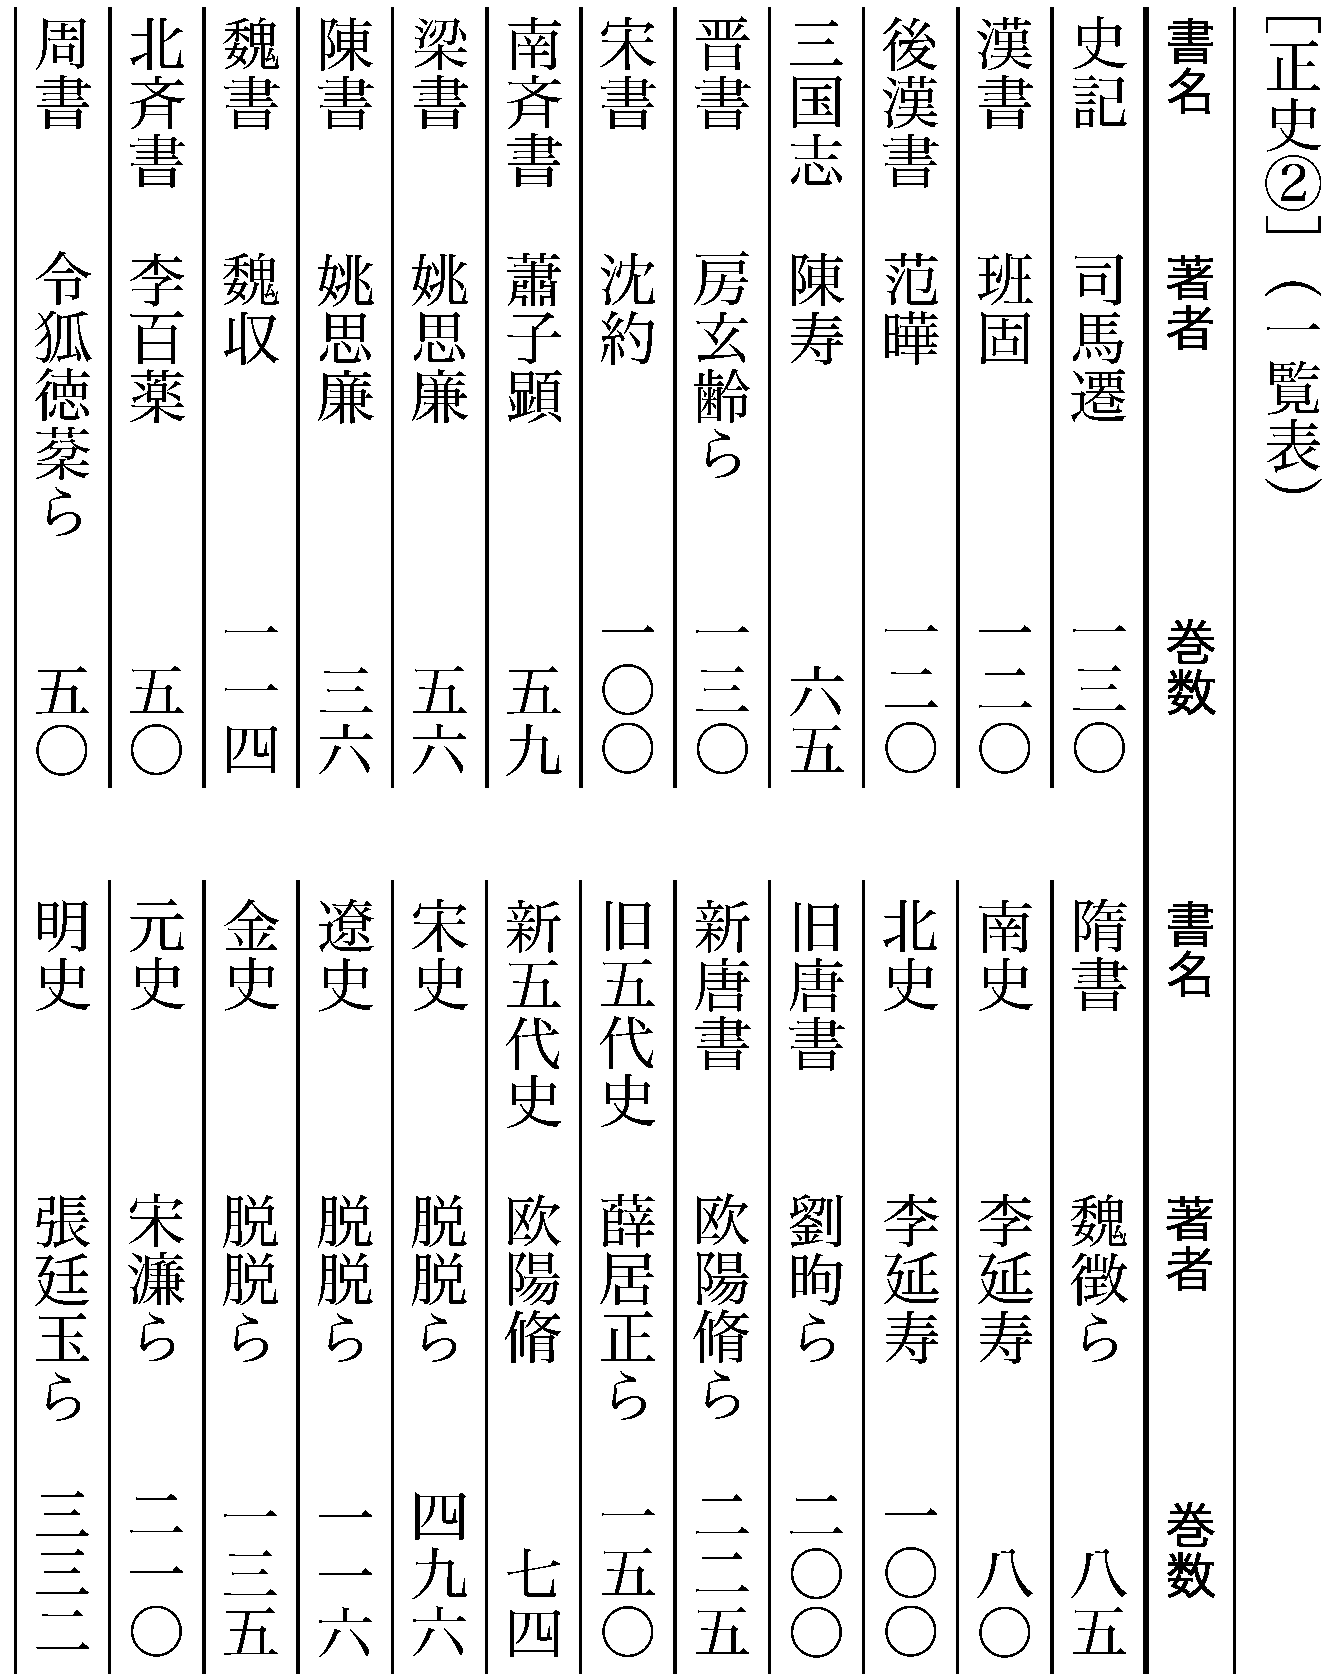 ［正史②］（一覧表）
書名 著者 巻数
史記 司馬遷 一三〇
漢書 班固 一二〇
後漢書 范曄 一二〇
三国志 陳寿 六五
晋書 房玄齢ら 一三〇
宋書 沈約 一〇〇
南斉書 蕭子顕 五九
梁書 姚思廉 五六
陳書 姚思廉 三六
魏書 魏収 一一四
北斉書 李百薬 五〇
周書 令狐徳棻ら 五〇
書名 著者 巻数
隋書 魏徴ら 八五
南史 李延寿 八〇
北史 李延寿 一〇〇
旧唐書 劉昫ら 二〇〇
新唐書 欧陽脩ら 二二五
旧五代史 薛居正ら 一五〇
新五代史 欧陽脩 七四
宋史 脱脱ら 四九六
遼史 脱脱ら 一一六
金史 脱脱ら 一三五
元史 宋濂ら 二一〇
明史 張廷玉ら 三三二